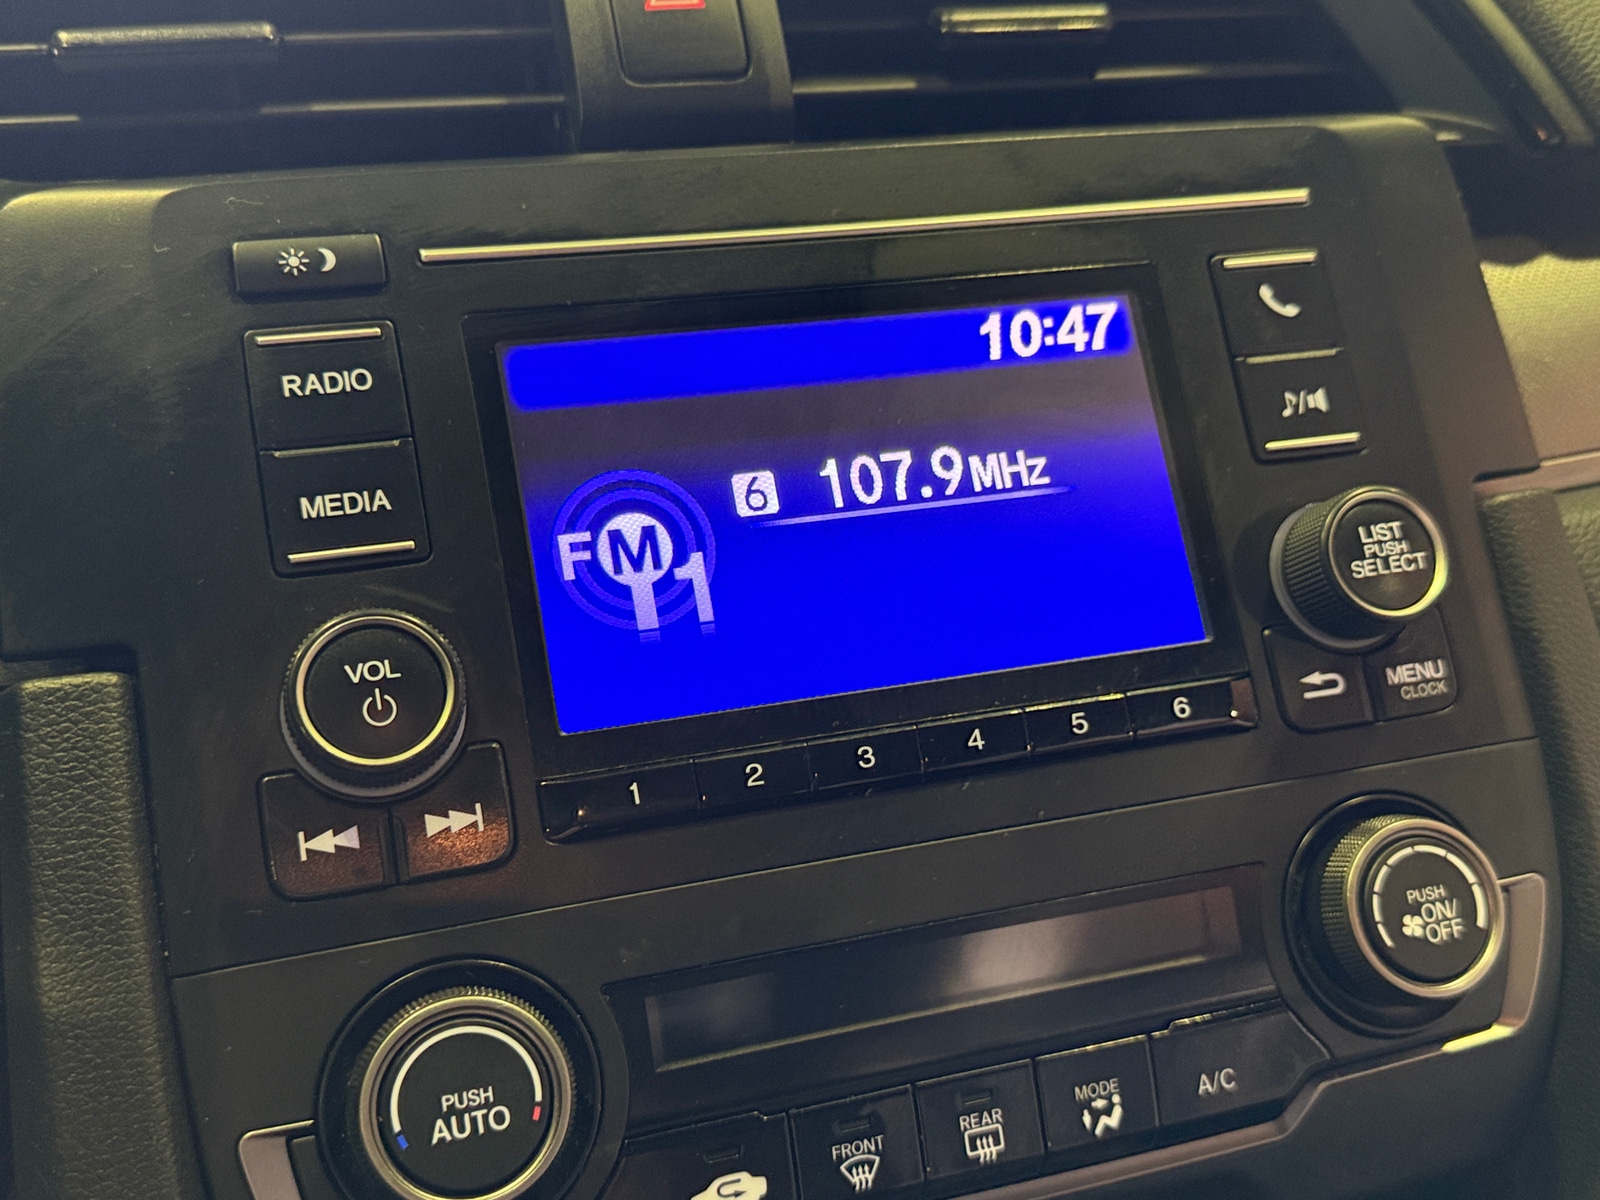 10:47
RADIO
MEDIA
6 107.9MHz
FM1
LIST
PUSH
SELECT
VOL
MENU
CLOCK
1 2 3 4 5 6
PUSH
ON/
OFF
PUSH
AUTO
FRONT
REAR
MODE
A/C